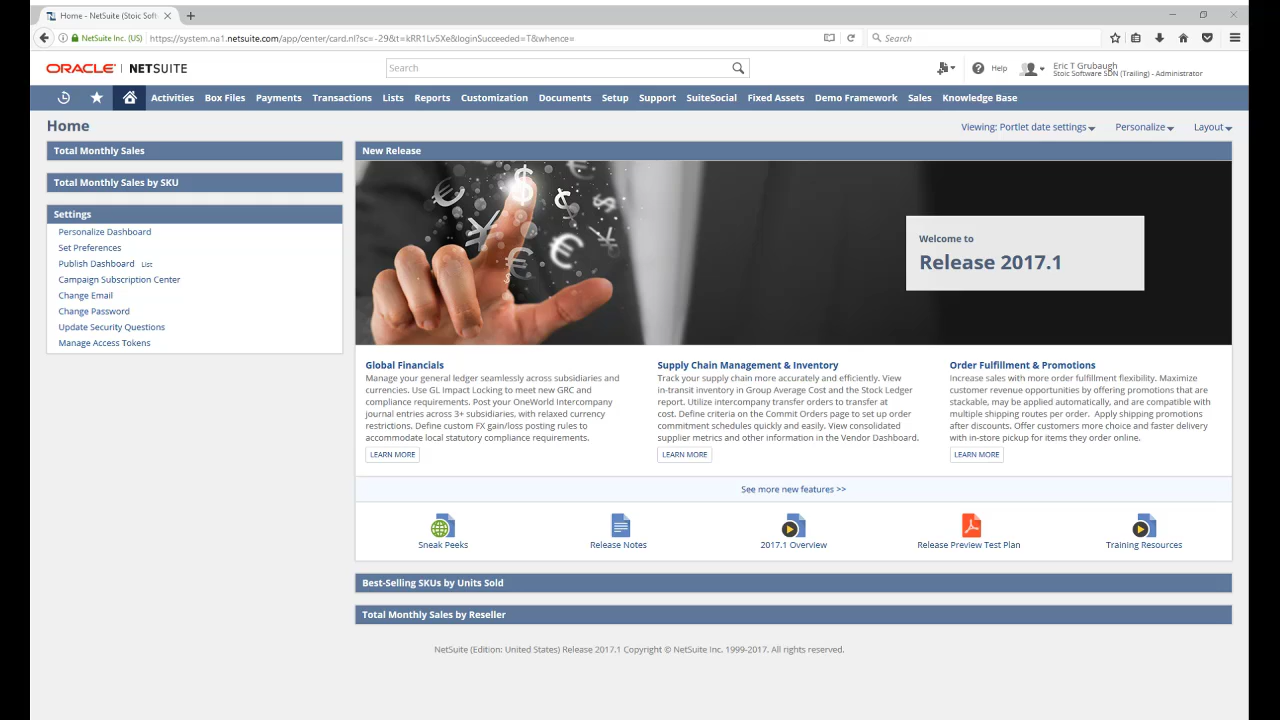 Home - NetSuite (Stoic Soft
NetSuite Inc. (US)
https://system.na1.netsuite.com/app/center/card.nl?sc=-29&t=kRR1Lv5Xe&loginSucceeded=T&whence=
Search
ORACLE | NETSUITE
Search
Help
Eric T Grubaugh
Stoic Software SDN (Trailing) - Administrator
Activities
Box Files
Payments
Transactions
Lists
Reports
Customization
Documents
Setup
Support
SuiteSocial
Fixed Assets
Demo Framework
Sales
Knowledge Base
Home
Viewing: Portlet date settings
Personalize
Layout
Total Monthly Sales
Total Monthly Sales by SKU
Settings
Personalize Dashboard
Set Preferences
Publish Dashboard List
Campaign Subscription Center
Change Email
Change Password
Update Security Questions
Manage Access Tokens
New Release
Welcome to
Release 2017.1
Global Financials
Manage your general ledger seamlessly across subsidiaries and
currencies. Use GL Impact Locking to meet new GRC and
compliance requirements. Post your OneWorld Intercompany
journal entries across 3+ subsidiaries, with relaxed currency
restrictions. Define custom FX gain/loss posting rules to
accommodate local statutory compliance requirements.
LEARN MORE
Supply Chain Management & Inventory
Track your supply chain more accurately and efficiently. View
in-transit inventory in Group Average Cost and the Stock Ledger
report. Utilize intercompany transfer orders to transfer at
cost. Define criteria on the Commit Orders page to set up order
commitment schedules quickly and easily. View consolidated
supplier metrics and other information in the Vendor Dashboard.
LEARN MORE
Order Fulfillment & Promotions
Increase sales with more order fulfillment flexibility. Maximize
customer revenue opportunities by offering promotions that are
stackable, may be applied automatically, and are compatible with
multiple shipping routes per order. Apply shipping promotions
after discounts. Offer customers more choice and faster delivery
with in-store pickup for items they order online.
LEARN MORE
See more new features >>
Sneak Peeks
Release Notes
2017.1 Overview
Release Preview Test Plan
Training Resources
Best-Selling SKUs by Units Sold
Total Monthly Sales by Reseller
NetSuite (Edition: United States) Release 2017.1 Copyright © NetSuite Inc. 1999-2017. All rights reserved.